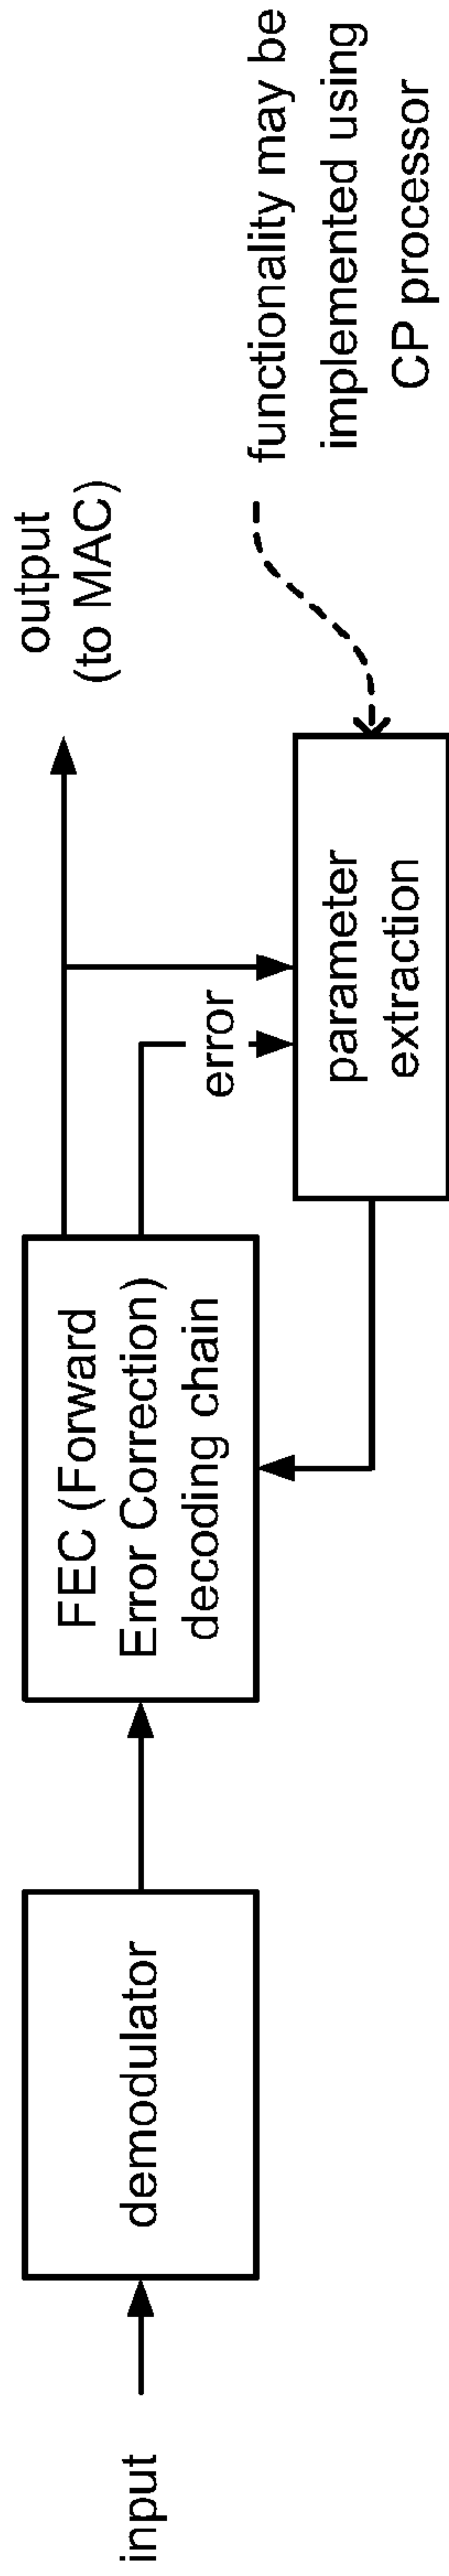 input
demodulator
FEC (Forward
Error Correction)
decoding chain
error
output
(to MAC)
parameter
extraction
functionality may be
implemented using
CP processor